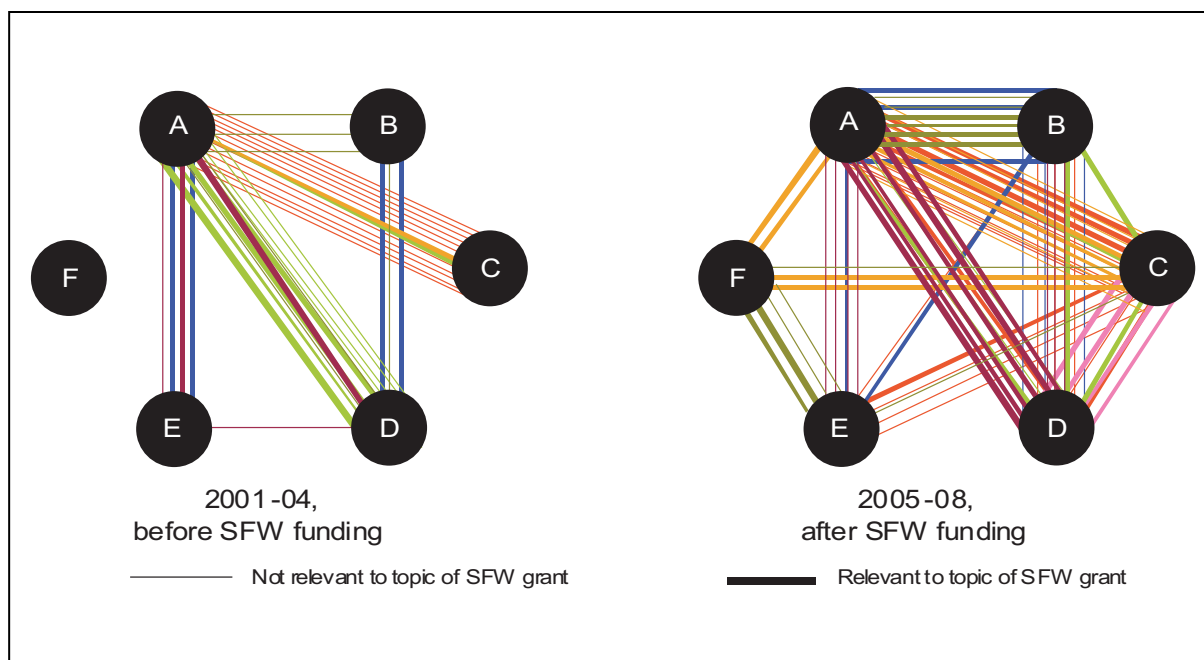 A
B
F
C
E
D
2001-04,
before SFW funding
Not relevant to topic of SFW grant
A
B
F
C
E
D
2005-08,
after SFW funding
Relevant to topic of SFW grant